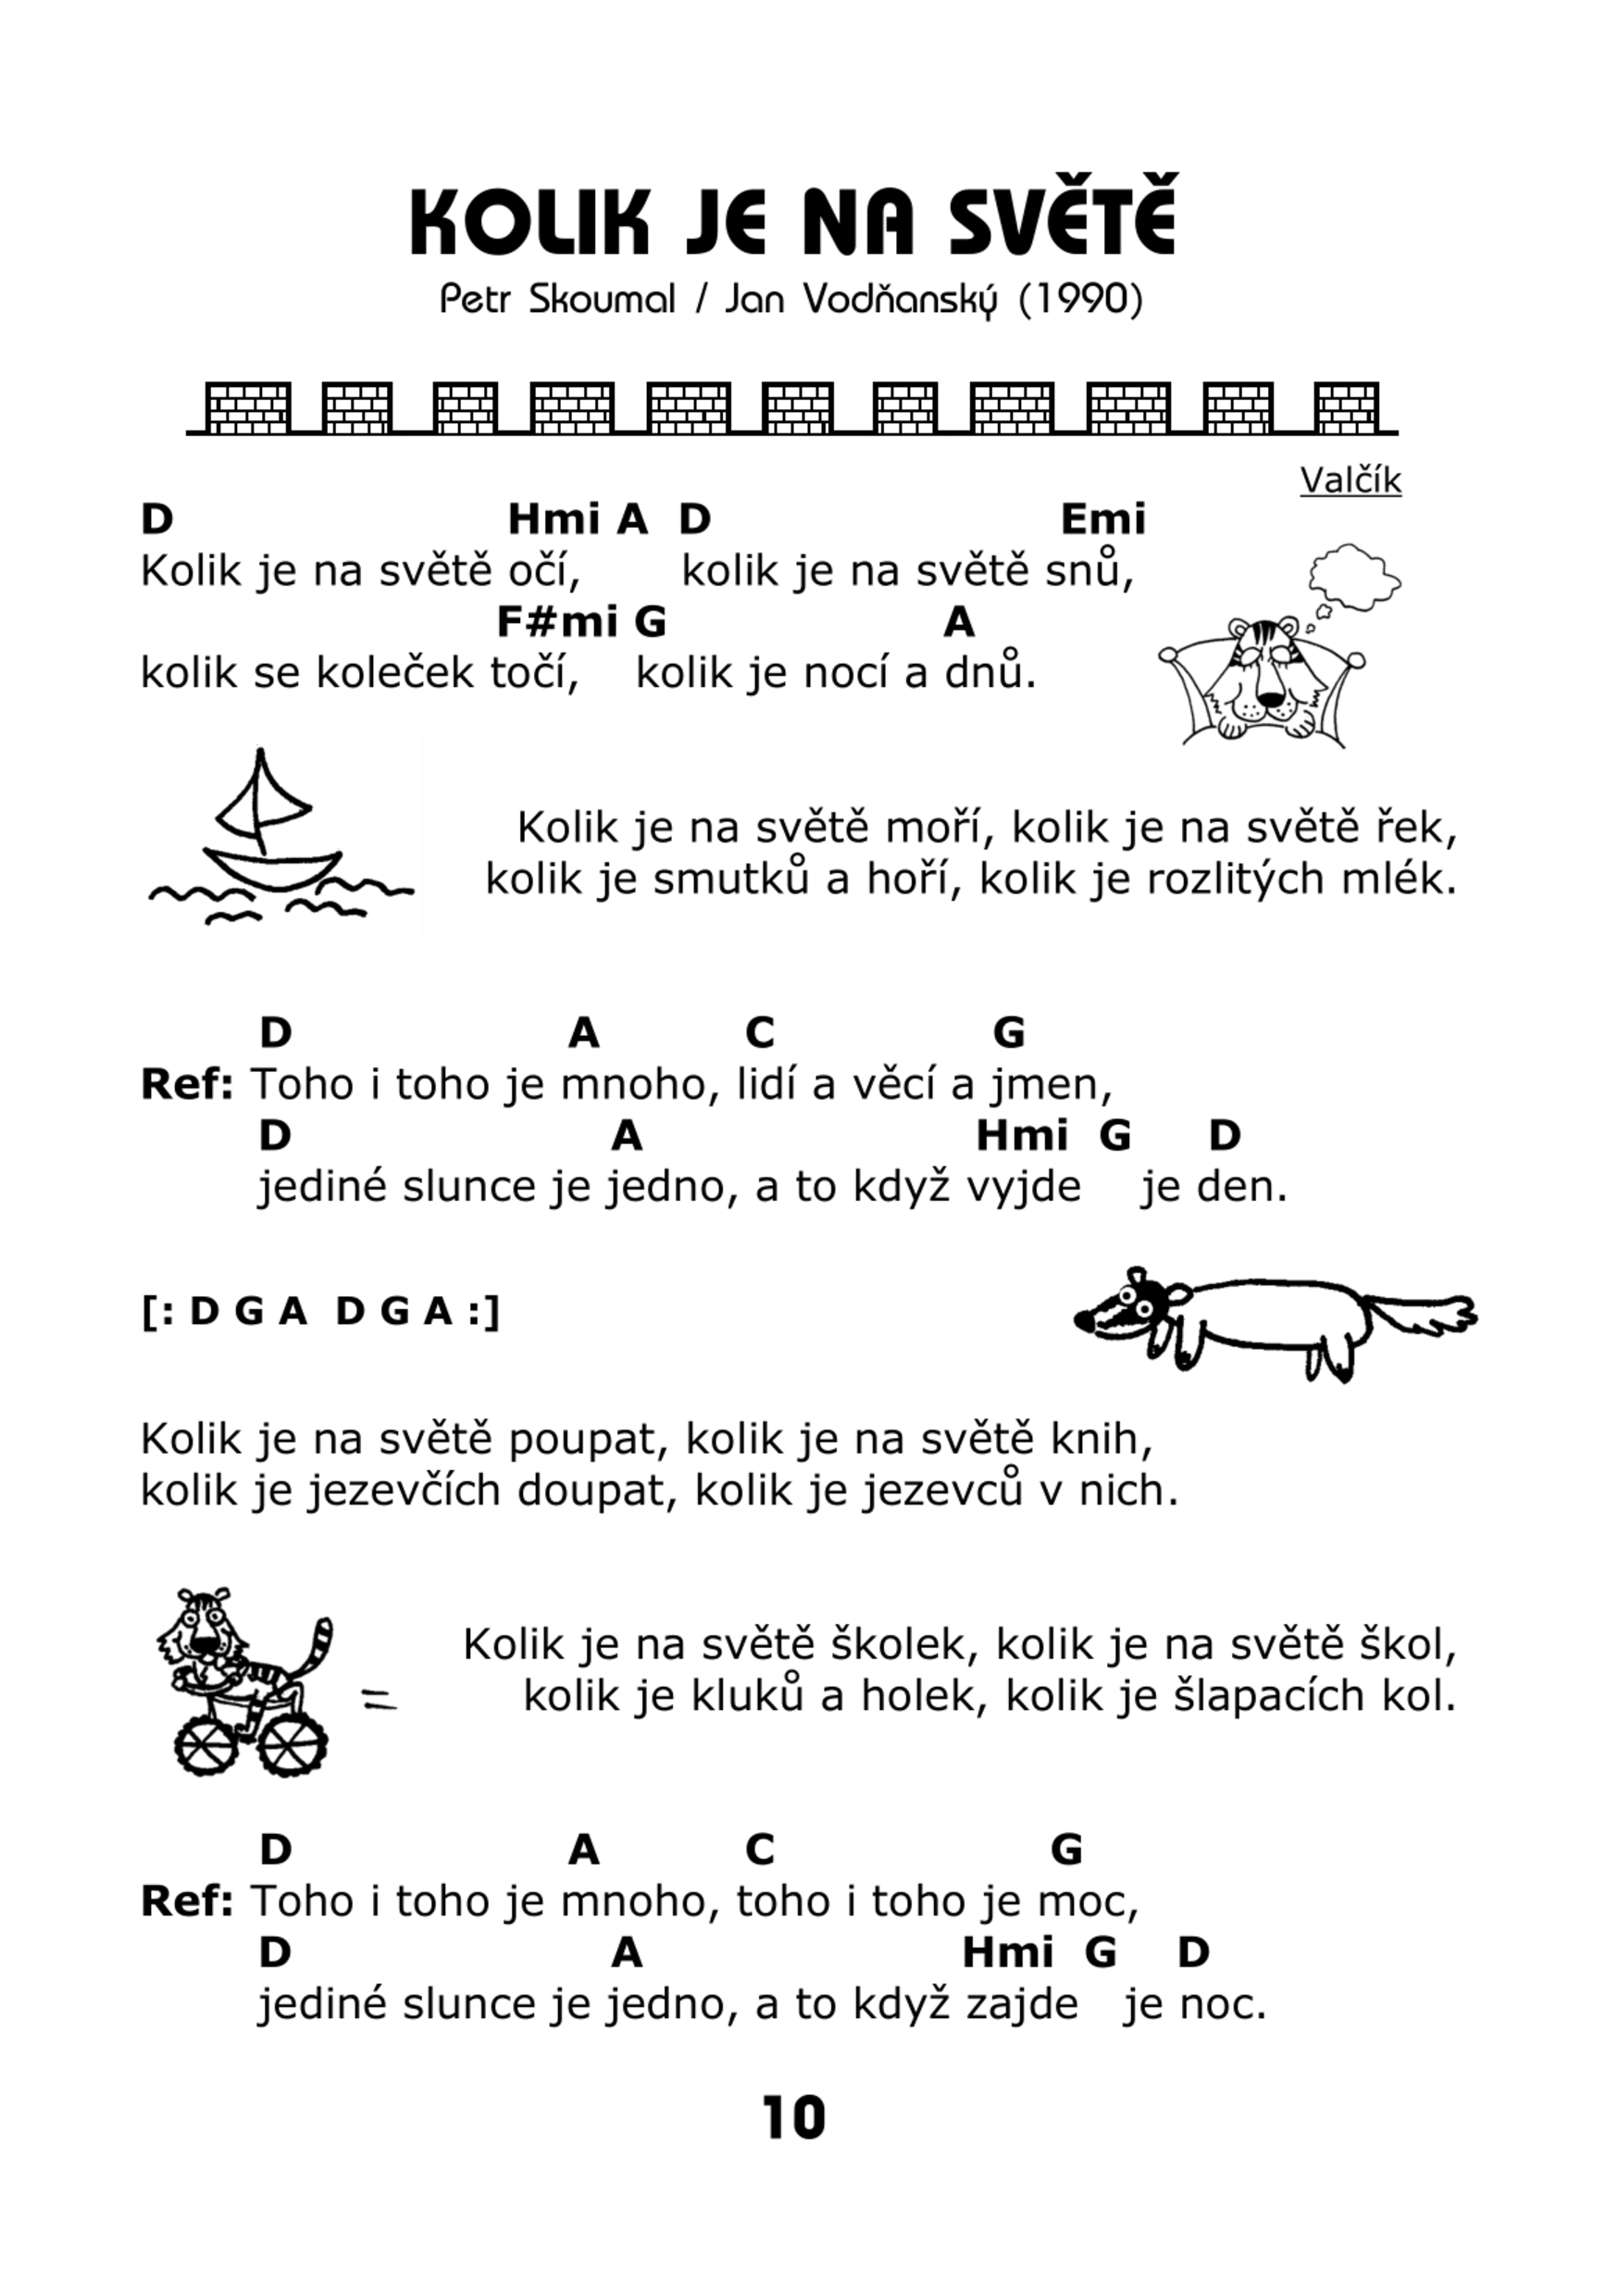 KOLIK JE NA SVĚTĚ
Petr Skoumal / Jan Vodňanský (1990)
Valčík
D Hmi A D Emi
Kolik je na světě očí, kolik je na světě snů,
F#mi G A
kolik se koleček točí, kolik je nocí a dnů.
Kolik je na světě moří, kolik je na světě řek,
kolik je smutků a hoří, kolik je rozlitých mlék.
D A C G
Ref: Toho i toho je mnoho, lidí a věcí a jmen,
D A Hmi G D
jediné slunce je jedno, a to když vyjde je den.
[: D G A D G A :]
Kolik je na světě poupat, kolik je na světě knih,
kolik je jezevčích doupat, kolik je jezevců v nich.
Kolik je na světě školek, kolik je na světě škol,
kolik je kluků a holek, kolik je šlapacích kol.
D A C G
Ref: Toho i toho je mnoho, toho i toho je moc,
D A Hmi G D
jediné slunce je jedno, a to když zajde je noc.
10